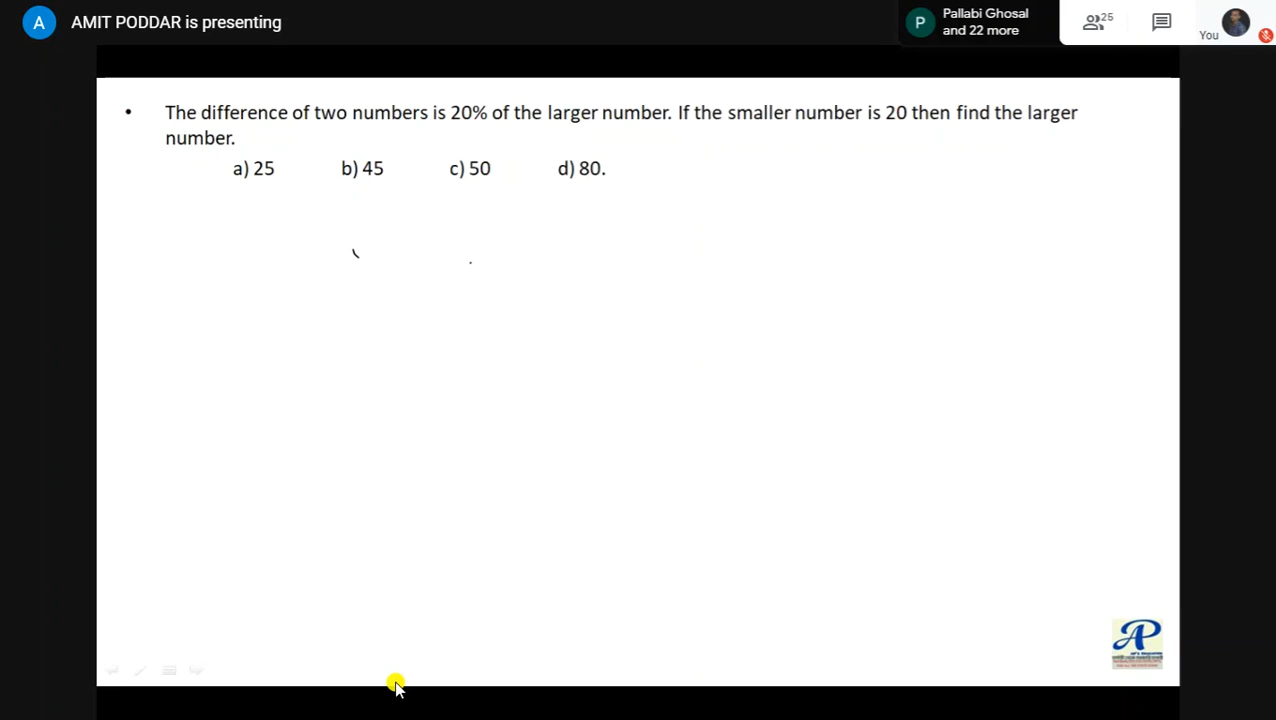 A AMIT PODDAR is presenting
P Pallabi Ghosal
and 22 more
25
You
• The difference of two numbers is 20% of the larger number. If the smaller number is 20 then find the larger
number.
a) 25 b) 45 c) 50 d) 80.
AP